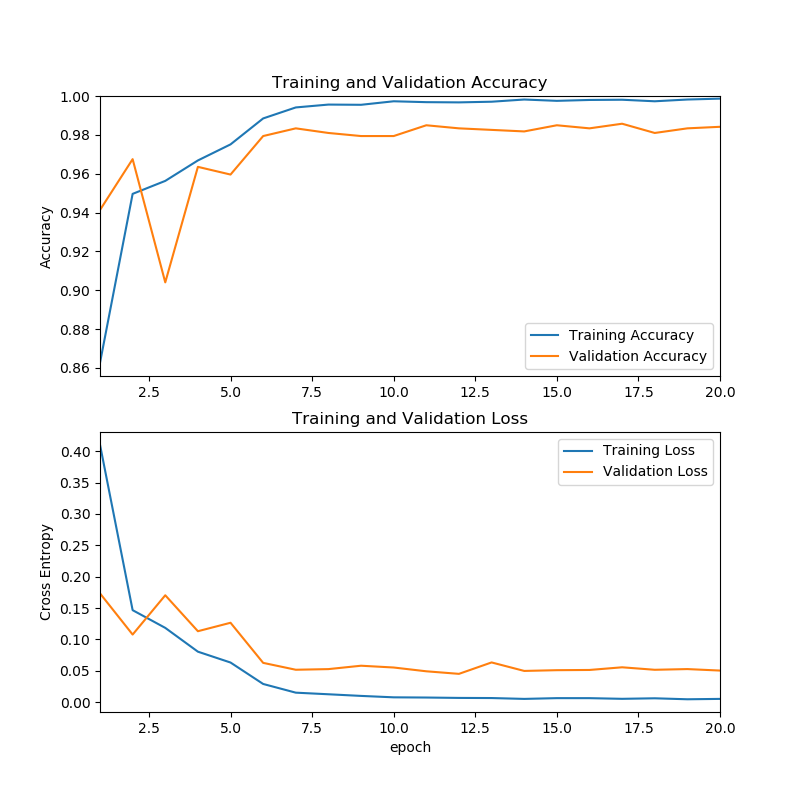 Training and Validation Accuracy
1.00
0.98
0.96
0.94
0.92
0.90
0.88
0.86
Accuracy
Training Accuracy
Validation Accuracy
2.5 5.0 7.5 10.0 12.5 15.0 17.5 20.0
Training and Validation Loss
0.40
0.35
0.30
0.25
0.20
0.15
0.10
0.05
0.00
Cross Entropy
Training Loss
Validation Loss
2.5 5.0 7.5 10.0 12.5 15.0 17.5 20.0
epoch